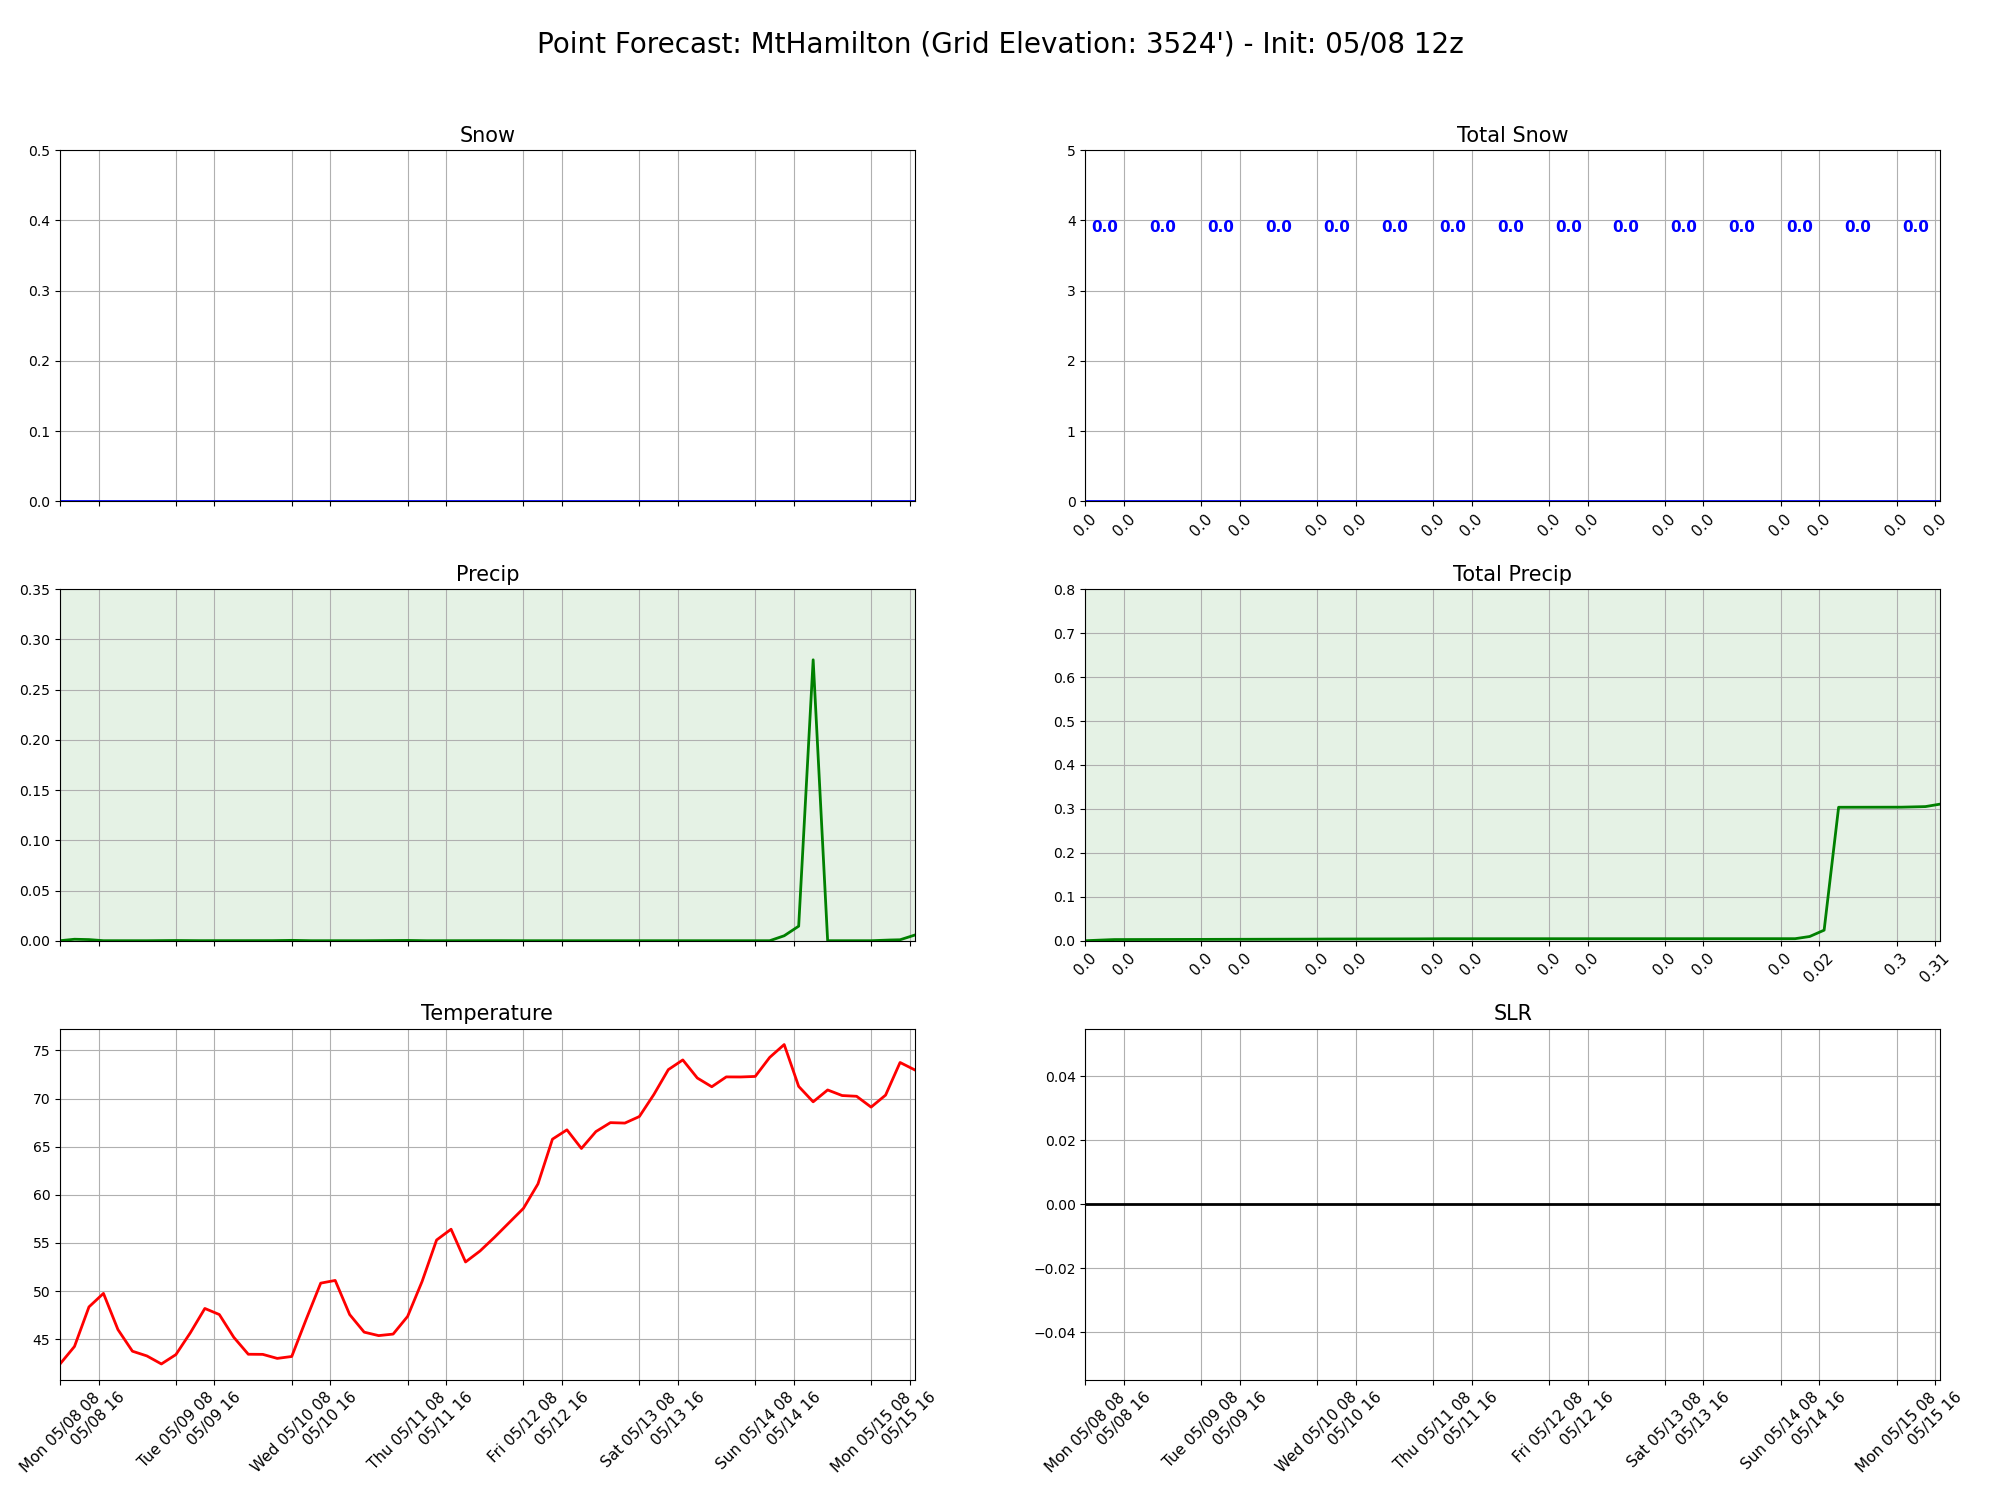 Point Forecast: MtHamilton (Grid Elevation: 3524') - Init: 05/08 12z
Snow
0.5
0.4
0.3
0.2
0.1
0.0
Total Snow
5
4
3
2
1
0
0.0 0.0 0.0 0.0 0.0 0.0 0.0 0.0 0.0 0.0 0.0 0.0 0.0 0.0 0.0
0.0 0.0 0.0 0.0 0.0 0.0 0.0 0.0 0.0 0.0 0.0 0.0 0.0 0.0 0.0 0.0
Precip
0.35
0.30
0.25
0.20
0.15
0.10
0.05
0.00
Total Precip
0.8
0.7
0.6
0.5
0.4
0.3
0.2
0.1
0.0
0.0 0.0 0.0 0.0 0.0 0.0 0.0 0.0 0.0 0.0 0.0 0.0 0.0 0.02 0.3 0.31
Temperature
75
70
65
60
55
50
45
Mon 05/08 08
05/08 16
Tue 05/09 08
05/09 16
Wed 05/10 08
05/10 16
Thu 05/11 08
05/11 16
Fri 05/12 08
05/12 16
Sat 05/13 08
05/13 16
Sun 05/14 08
05/14 16
Mon 05/15 08
05/15 16
SLR
0.04
0.02
0.00
−0.02
−0.04
Mon 05/08 08
05/08 16
Tue 05/09 08
05/09 16
Wed 05/10 08
05/10 16
Thu 05/11 08
05/11 16
Fri 05/12 08
05/12 16
Sat 05/13 08
05/13 16
Sun 05/14 08
05/14 16
Mon 05/15 08
05/15 16